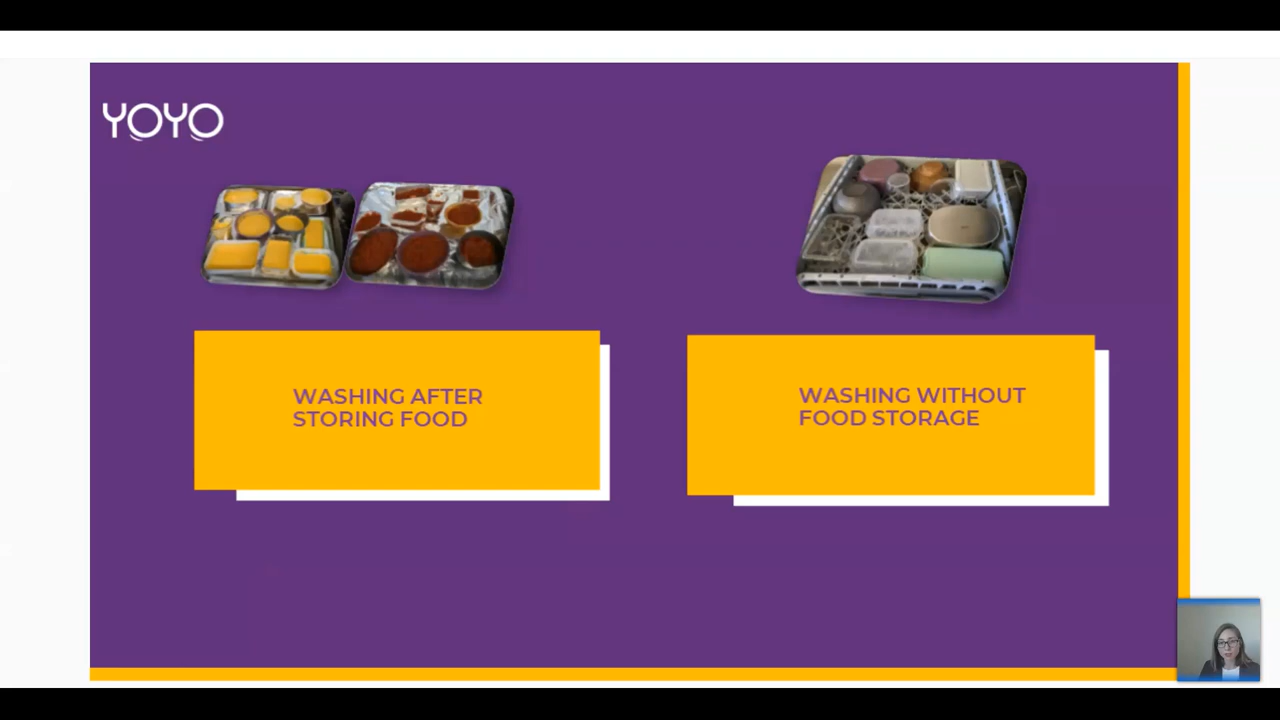 YOYO
WASHING AFTER
STORING FOOD
WASHING WITHOUT
FOOD STORAGE